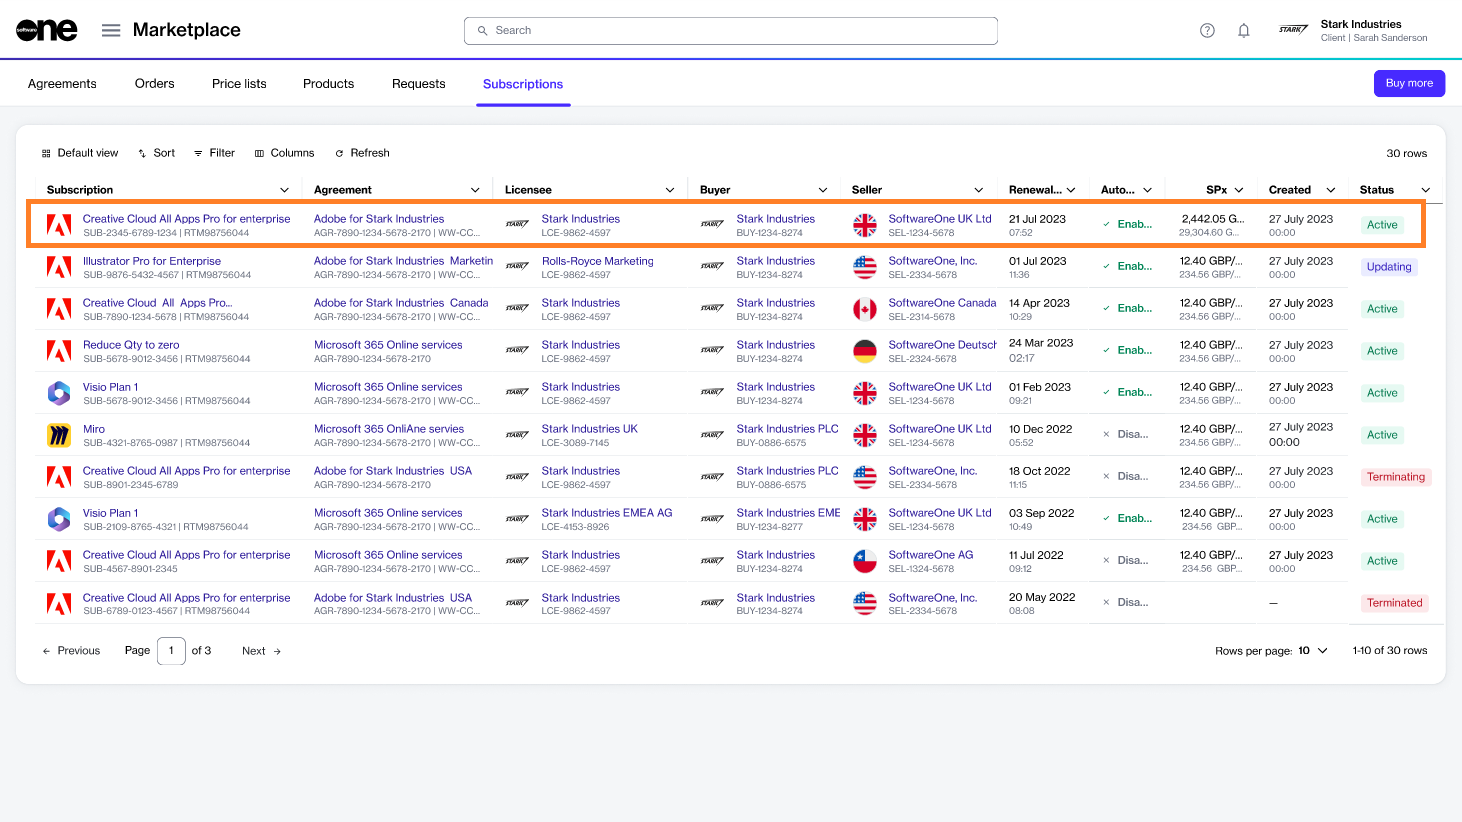 software one
Marketplace
Search
STARK
Stark Industries
Client | Sarah Sanderson
Agreements Orders Price lists Products Requests Subscriptions
Buy more
Default view Sort Filter Columns Refresh
30 rows
Subscription Agreement Licensee Buyer Seller Renewal... Auto... SPx Created Status
Creative Cloud All Apps Pro for enterprise Adobe for Stark Industries STARK Stark Industries STARK Stark Industries SoftwareOne UK Ltd 21 Jul 2023 Enab... 2,442.05 G... 27 July 2023 Active
SUB-2345-6789-1234 | RTM98756044 AGR-7890-1234-5678-2170 | WW-CC... LCE-9862-4597 BUY-1234-8274 SEL-1234-5678 07:52 29,304.60 G... 00:00
Illustrator Pro for Enterprise Adobe for Stark Industries Marketin STARK Rolls-Royce Marketing STARK Stark Industries SoftwareOne, Inc. 01 Jul 2023 Enab... 12.40 GBP/... 27 July 2023 Updating
SUB-9876-5432-4567 | RTM98756044 AGR-7890-1234-5678-2170 | WW-CC... LCE-9862-4597 BUY-1234-8274 SEL-2334-5678 11:36 234.56 GBP/... 00:00
Creative Cloud All Apps Pro... Adobe for Stark Industries Canada STARK Stark Industries STARK Stark Industries SoftwareOne Canada 14 Apr 2023 Enab... 12.40 GBP/... 27 July 2023 Active
SUB-7890-1234-5678 | RTM98756044 AGR-7890-1234-5678-2170 | WW-CC... LCE-9862-4597 BUY-1234-8274 SEL-2314-5678 10:29 234.56 GBP/... 00:00
Reduce Qty to zero Microsoft 365 Online services STARK Stark Industries STARK Stark Industries SoftwareOne Deutsch 24 Mar 2023 Enab... 12.40 GBP/... 27 July 2023 Active
SUB-5678-9012-3456 | RTM98756044 AGR-7890-1234-5678-2170 LCE-9862-4597 BUY-1234-8274 SEL-2324-5678 02:17 234.56 GBP/... 00:00
Visio Plan 1 Microsoft 365 Online services STARK Stark Industries STARK Stark Industries SoftwareOne UK Ltd 01 Feb 2023 Enab... 12.40 GBP/... 27 July 2023 Active
SUB-5678-9012-3456 | RTM98756044 AGR-7890-1234-5678-2170 | WW-CC... LCE-9862-4597 BUY-1234-8274 SEL-2334-5678 09:21 234.56 GBP/... 00:00
Miro Microsoft 365 OnliAne servies STARK Stark Industries UK STARK Stark Industries PLC SoftwareOne UK Ltd 10 Dec 2022 Disa... 12.40 GBP/... 27 July 2023 Active
SUB-4321-8765-0987 | RTM98756044 AGR-7890-1234-5678-2170 | WW-CC... LCE-3089-7145 BUY-0886-6575 SEL-1234-5678 05:52 234.56 GBP/... 00:00
Creative Cloud All Apps Pro for enterprise Adobe for Stark Industries USA STARK Stark Industries STARK Stark Industries PLC SoftwareOne, Inc. 18 Oct 2022 Disa... 12.40 GBP/... 27 July 2023 Terminating
SUB-8901-2345-6789 AGR-7890-1234-5678-2170 LCE-9862-4597 BUY-0886-6575 SEL-2334-5678 11:15 234.56 GBP/... 00:00
Visio Plan 1 Microsoft 365 Online services STARK Stark Industries EMEA AG STARK Stark Industries EME SoftwareOne UK Ltd 03 Sep 2022 Enab... 12.40 GBP/... 27 July 2023 Active
SUB-2109-8765-4321 | RTM98756044 AGR-7890-1234-5678-2170 | WW-CC... LCE-4153-8926 BUY-1234-8277 SEL-1234-5678 10:49 234.56 GBP... 00:00
Creative Cloud All Apps Pro for enterprise Microsoft 365 Online services STARK Stark Industries STARK Stark Industries SoftwareOne AG 11 Jul 2022 Disa... 12.40 GBP/... 27 July 2023 Active
SUB-4567-8901-2345 AGR-7890-1234-5678-2170 | WW-CC... LCE-9862-4597 BUY-1234-8274 SEL-1324-5678 09:12 234.56 GBP... 00:00
Creative Cloud All Apps Pro for enterprise Adobe for Stark Industries USA STARK Stark Industries STARK Stark Industries SoftwareOne, Inc. 20 May 2022 Disa... — Terminated
SUB-6789-0123-4567 | RTM98756044 AGR-7890-1234-5678-2170 | WW-CC... LCE-9862-4597 BUY-1234-8274 SEL-2334-5678 08:08
Previous Page 1 of 3 Next
Rows per page: 10 1-10 of 30 rows